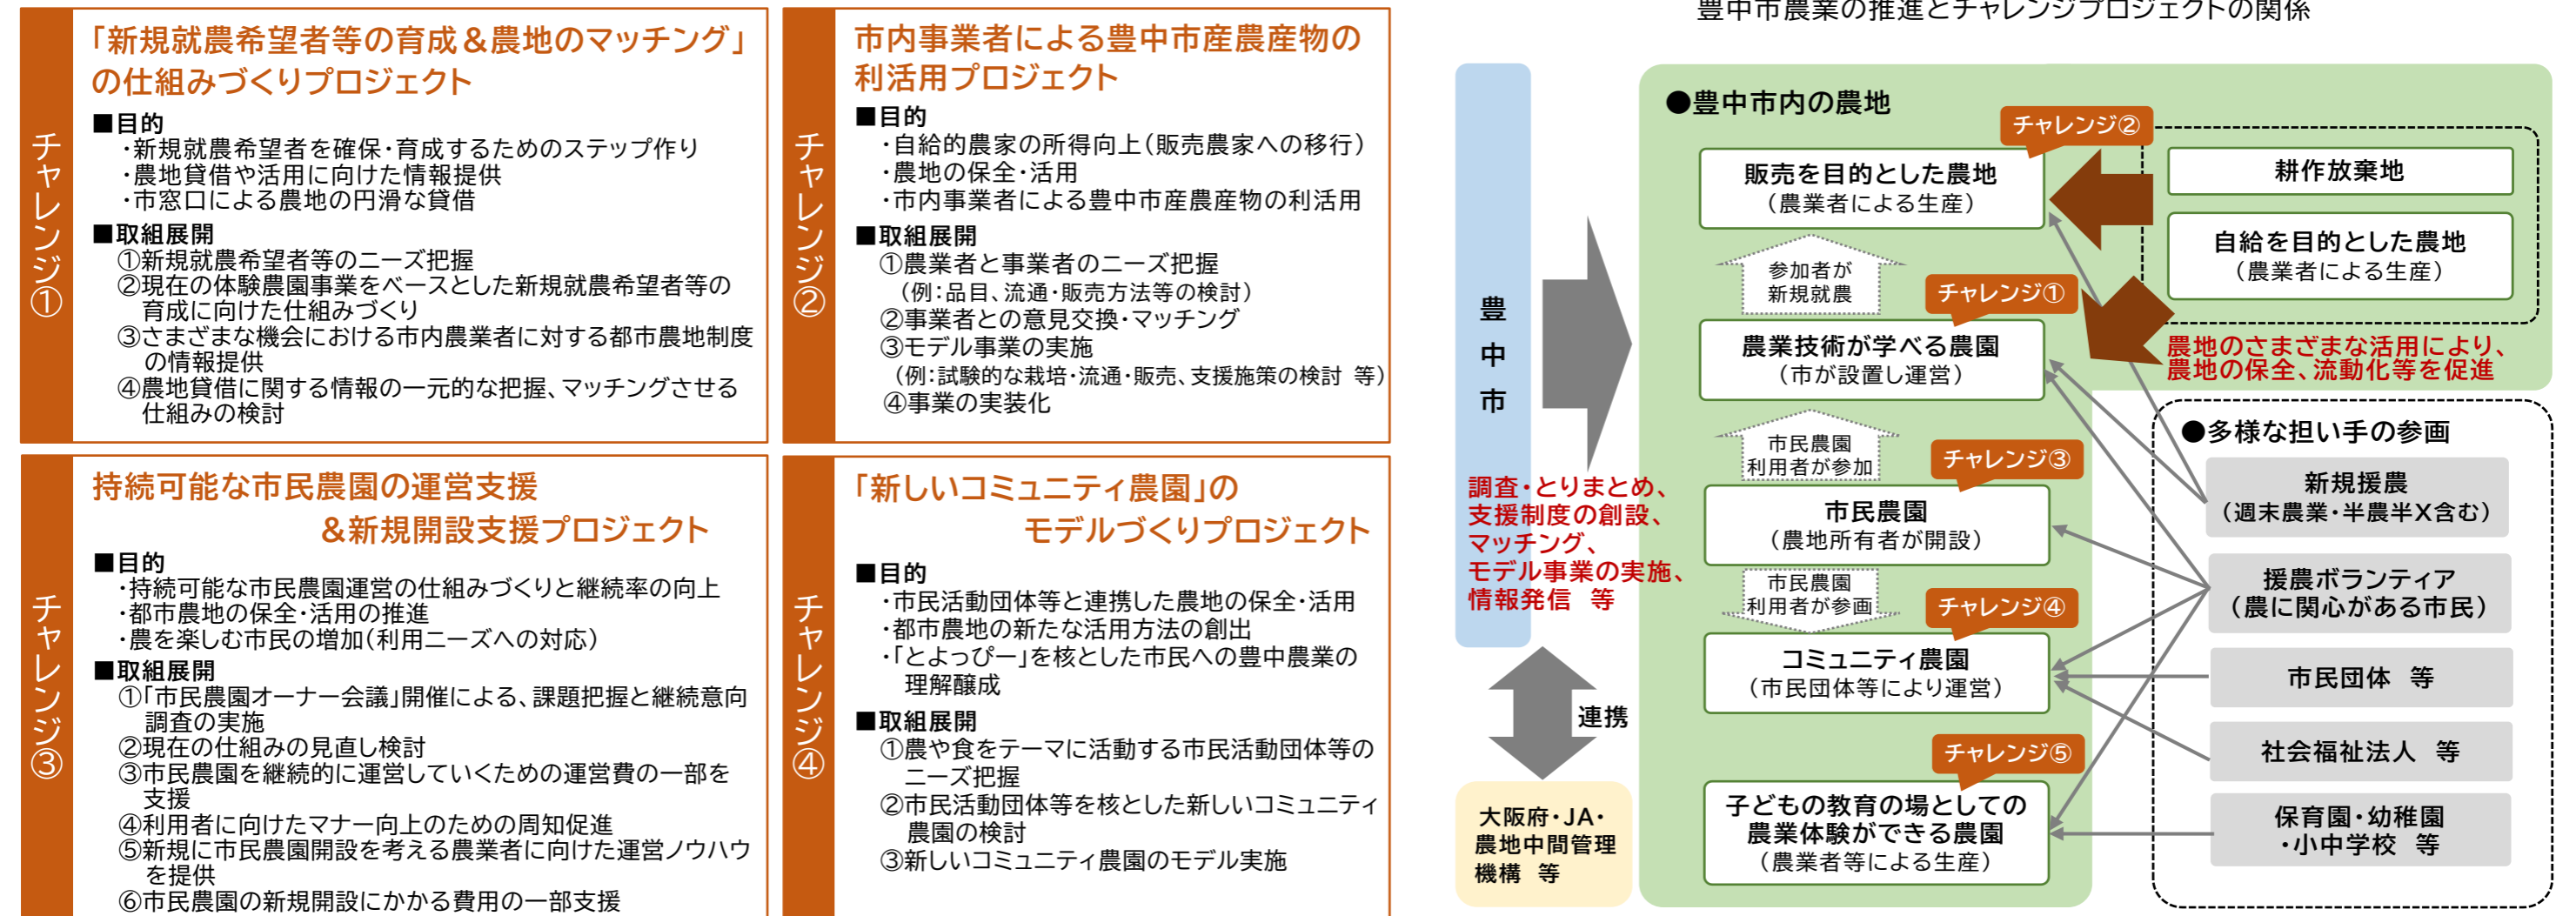 チャレンジ①
「新規就農希望者等の育成＆農地のマッチング」
の仕組みづくりプロジェクト
■目的
・新規就農希望者を確保・育成するためのステップ作り
・農地貸借や活用に向けた情報提供
・市窓口による農地の円滑な貸借
■取組展開
①新規就農希望者等のニーズ把握
②現在の体験農園事業をベースとした新規就農希望者等の
育成に向けた仕組みづくり
③さまざまな機会における市内農業者に対する都市農地制度
の情報提供
④農地貸借に関する情報の一元的な把握、マッチングさせる
仕組みの検討
チャレンジ②
市内事業者による豊中市産農産物の
利活用プロジェクト
■目的
・自給的農家の所得向上（販売農家への移行）
・農地の保全・活用
・市内事業者による豊中市産農産物の利活用
■取組展開
①農業者と事業者のニーズ把握
（例：品目、流通・販売方法等の検討）
②事業者との意見交換・マッチング
③モデル事業の実施
（例：試験的な栽培・流通・販売、支援施策の検討 等）
④事業の実装化
チャレンジ③
持続可能な市民農園の運営支援
＆新規開設支援プロジェクト
■目的
・持続可能な市民農園運営の仕組みづくりと継続率の向上
・都市農地の保全・活用の推進
・農を楽しむ市民の増加（利用ニーズへの対応）
■取組展開
①「市民農園オーナー会議」開催による、課題把握と継続意向
調査の実施
②現在の仕組みの見直し検討
③市民農園を継続的に運営していくための運営費の一部を
支援
④利用者に向けたマナー向上のための周知促進
⑤新規に市民農園開設を考える農業者に向けた運営ノウハウ
を提供
⑥市民農園の新規開設にかかる費用の一部支援
チャレンジ④
「新しいコミュニティ農園」の
モデルづくりプロジェクト
■目的
・市民活動団体等と連携した農地の保全・活用
・都市農地の新たな活用方法の創出
・「とよっぴー」を核とした市民への豊中農業の
理解醸成
■取組展開
①農や食をテーマに活動する市民活動団体等の
ニーズ把握
②市民活動団体等を核とした新しいコミュニティ
農園の検討
③新しいコミュニティ農園のモデル実施
豊中市農業の推進とチャレンジプロジェクトの関係
豊中市
調査・とりまとめ、
支援制度の創設、
マッチング、
モデル事業の実施、
情報発信 等
連携
大阪府・JA・
農地中間管理
機構 等
●豊中市内の農地
チャレンジ②
販売を目的とした農地
（農業者による生産）
耕作放棄地
自給を目的とした農地
（農業者による生産）
参加者が
新規就農
チャレンジ①
農業技術が学べる農園
（市が設置し運営）
農地のさまざまな活用により、
農地の保全、流動化等を促進
市民農園
利用者が参加
チャレンジ③
市民農園
（農地所有者が開設）
市民農園
利用者が参画
チャレンジ④
コミュニティ農園
（市民団体等により運営）
チャレンジ⑤
子どもの教育の場としての
農業体験ができる農園
（農業者等による生産）
●多様な担い手の参画
新規援農
（週末農業・半農半X含む）
援農ボランティア
（農に関心がある市民）
市民団体 等
社会福祉法人 等
保育園・幼稚園
・小中学校 等